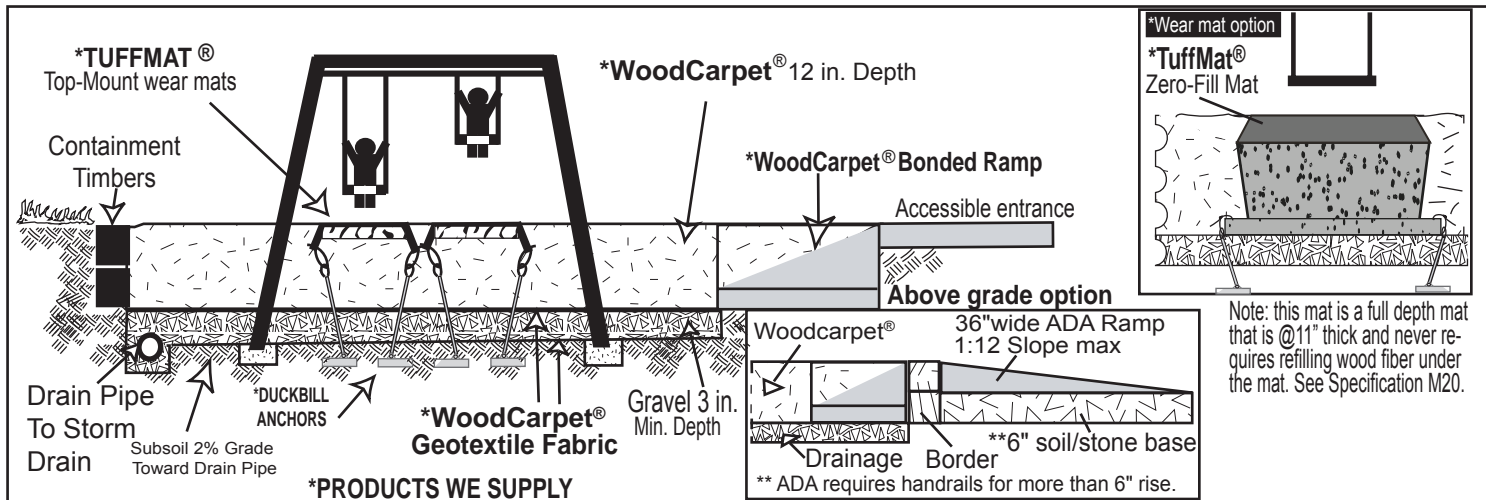 *TUFFMAT ®
Top-Mount wear mats
*WoodCarpet® 12 in. Depth
Containment
Timbers
*WoodCarpet® Bonded Ramp
Accessible entrance
Drain Pipe
To Storm
Drain
Subsoil 2% Grade
Toward Drain Pipe
*DUCKBILL
ANCHORS
*WoodCarpet®
Geotextile Fabric
Gravel 3 in.
Min. Depth
*PRODUCTS WE SUPPLY
Above grade option
Woodcarpet®
36"wide ADA Ramp
1:12 Slope max
Drainage
Border
**6" soil/stone base
** ADA requires handrails for more than 6" rise.
*Wear mat option
*TuffMat®
Zero-Fill Mat
Note: this mat is a full depth mat
that is @11” thick and never re-
quires refilling wood fiber under
the mat. See Specification M20.